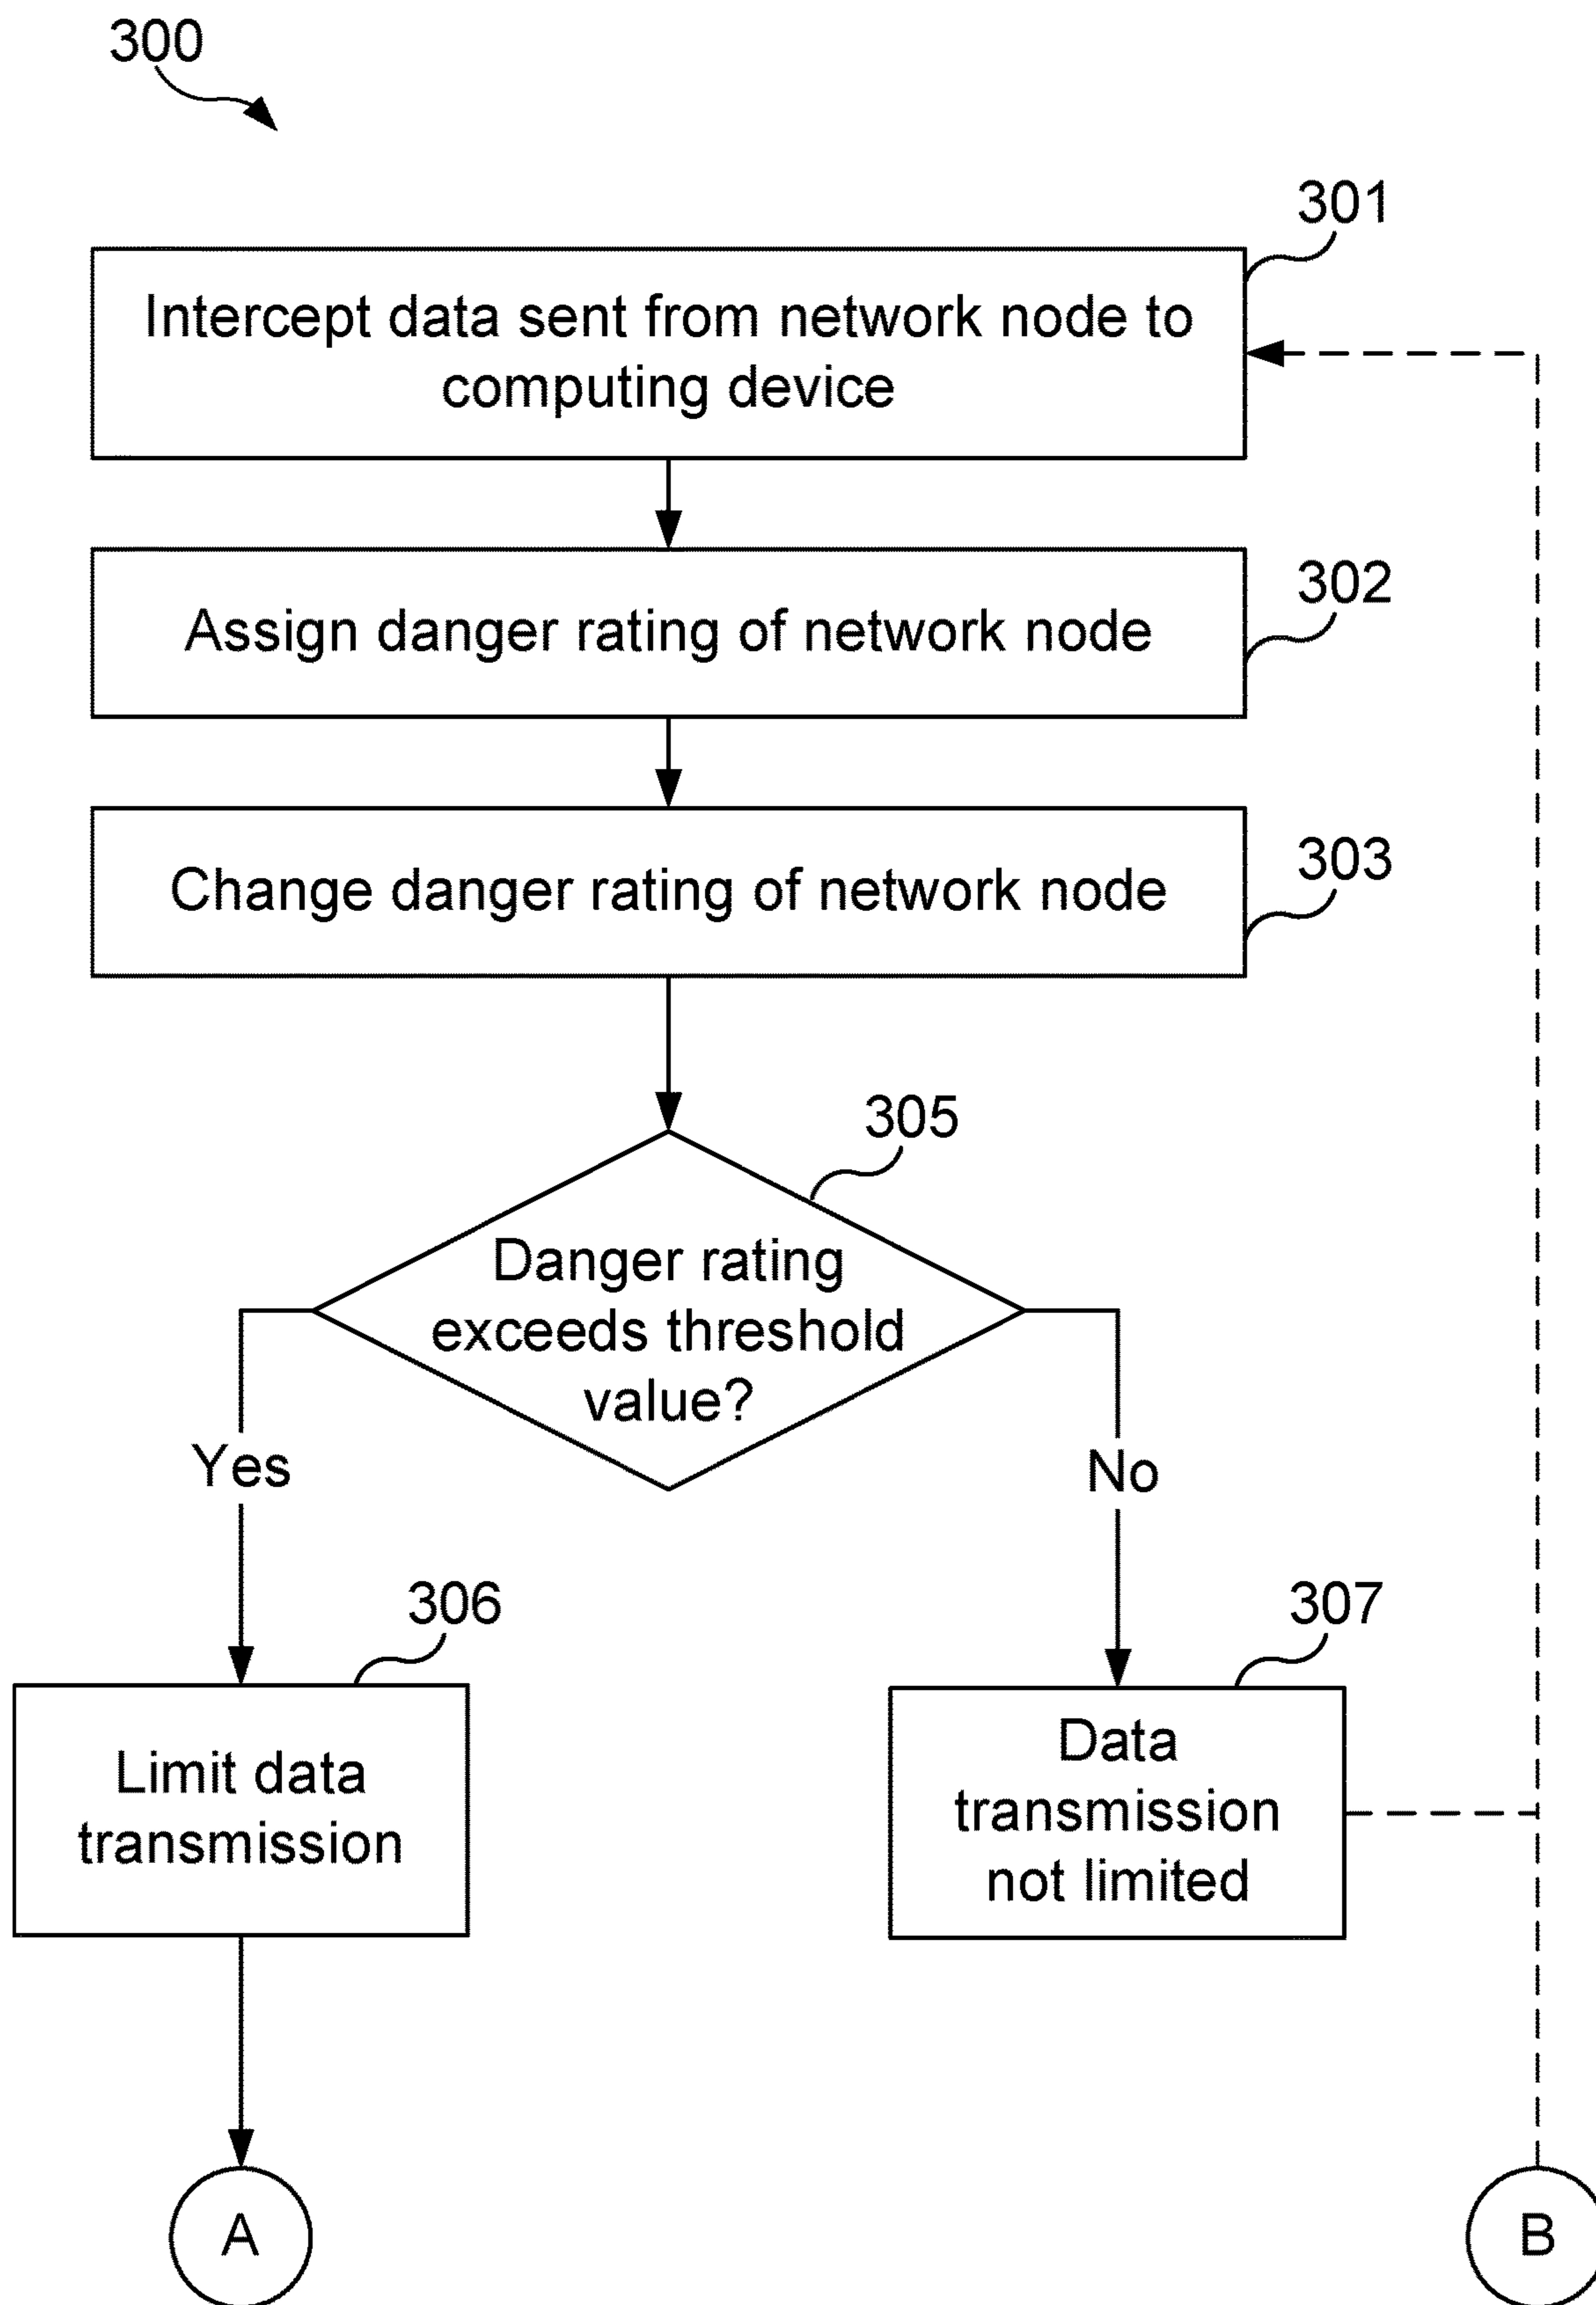 300
301
Intercept data sent from network node to
computing device
302
Assign danger rating of network node
303
Change danger rating of network node
305
Danger rating
exceeds threshold
value?
Yes
No
306
307
Limit data
transmission
Data
transmission
not limited
A
B